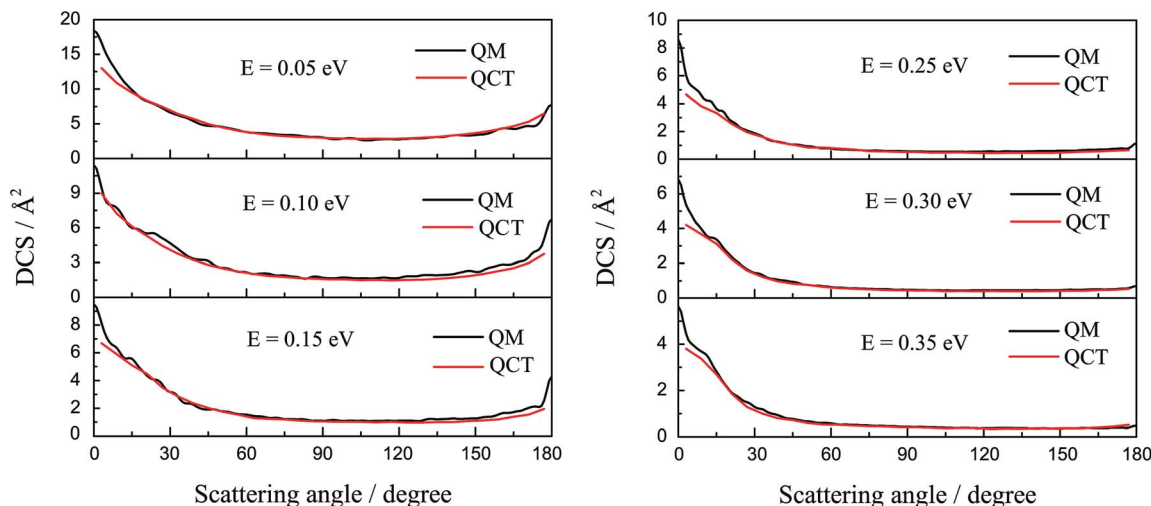 20
15
10
5
0
E = 0.05 eV
QM
QCT
9
6
3
0
E = 0.10 eV
QM
QCT
8
6
4
2
0
E = 0.15 eV
QM
QCT
0 30 60 90 120 150 180
DCS / Å²
Scattering angle / degree
10
8
6
4
2
0
E = 0.25 eV
QM
QCT
6
4
2
0
E = 0.30 eV
QM
QCT
4
2
0
E = 0.35 eV
QM
QCT
0 30 60 90 120 150 180
DCS / Å²
Scattering angle / degree